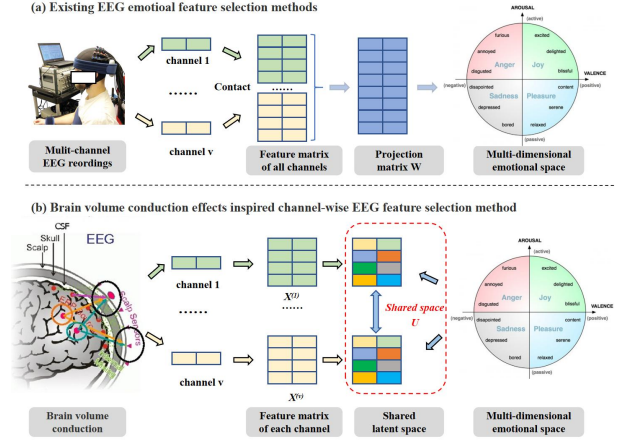 (a) Existing EEG emotioal feature selection methods
channel 1
......
channel v
Contact
......
Mulit-channel
EEG reordings
Feature matrix
of all channels
Projection
matrix W
Multi-dimensional
emotional space
AROUSAL
(active)
furious
excited
annoyed
delighted
Anger
Joy
disgusted
blissful
VALENCE
(negative)
(positive)
disappointed
content
Sadness
Pleasure
depressed
serene
bored
relaxed
(passive)
(b) Brain volume conduction effects inspired channel-wise EEG feature selection method
CSF
Skull
Scalp
EEG
Scalp Sensors
channel 1
......
channel v
X(1)
......
X(v)
Shared space
U
Brain volume
conduction
Feature matrix
of each channel
Shared
latent space
Multi-dimensional
emotional space
AROUSAL
(active)
furious
excited
annoyed
delighted
Anger
Joy
disgusted
blissful
VALENCE
(negative)
(positive)
disappointed
content
Sadness
Pleasure
depressed
serene
bored
relaxed
(passive)